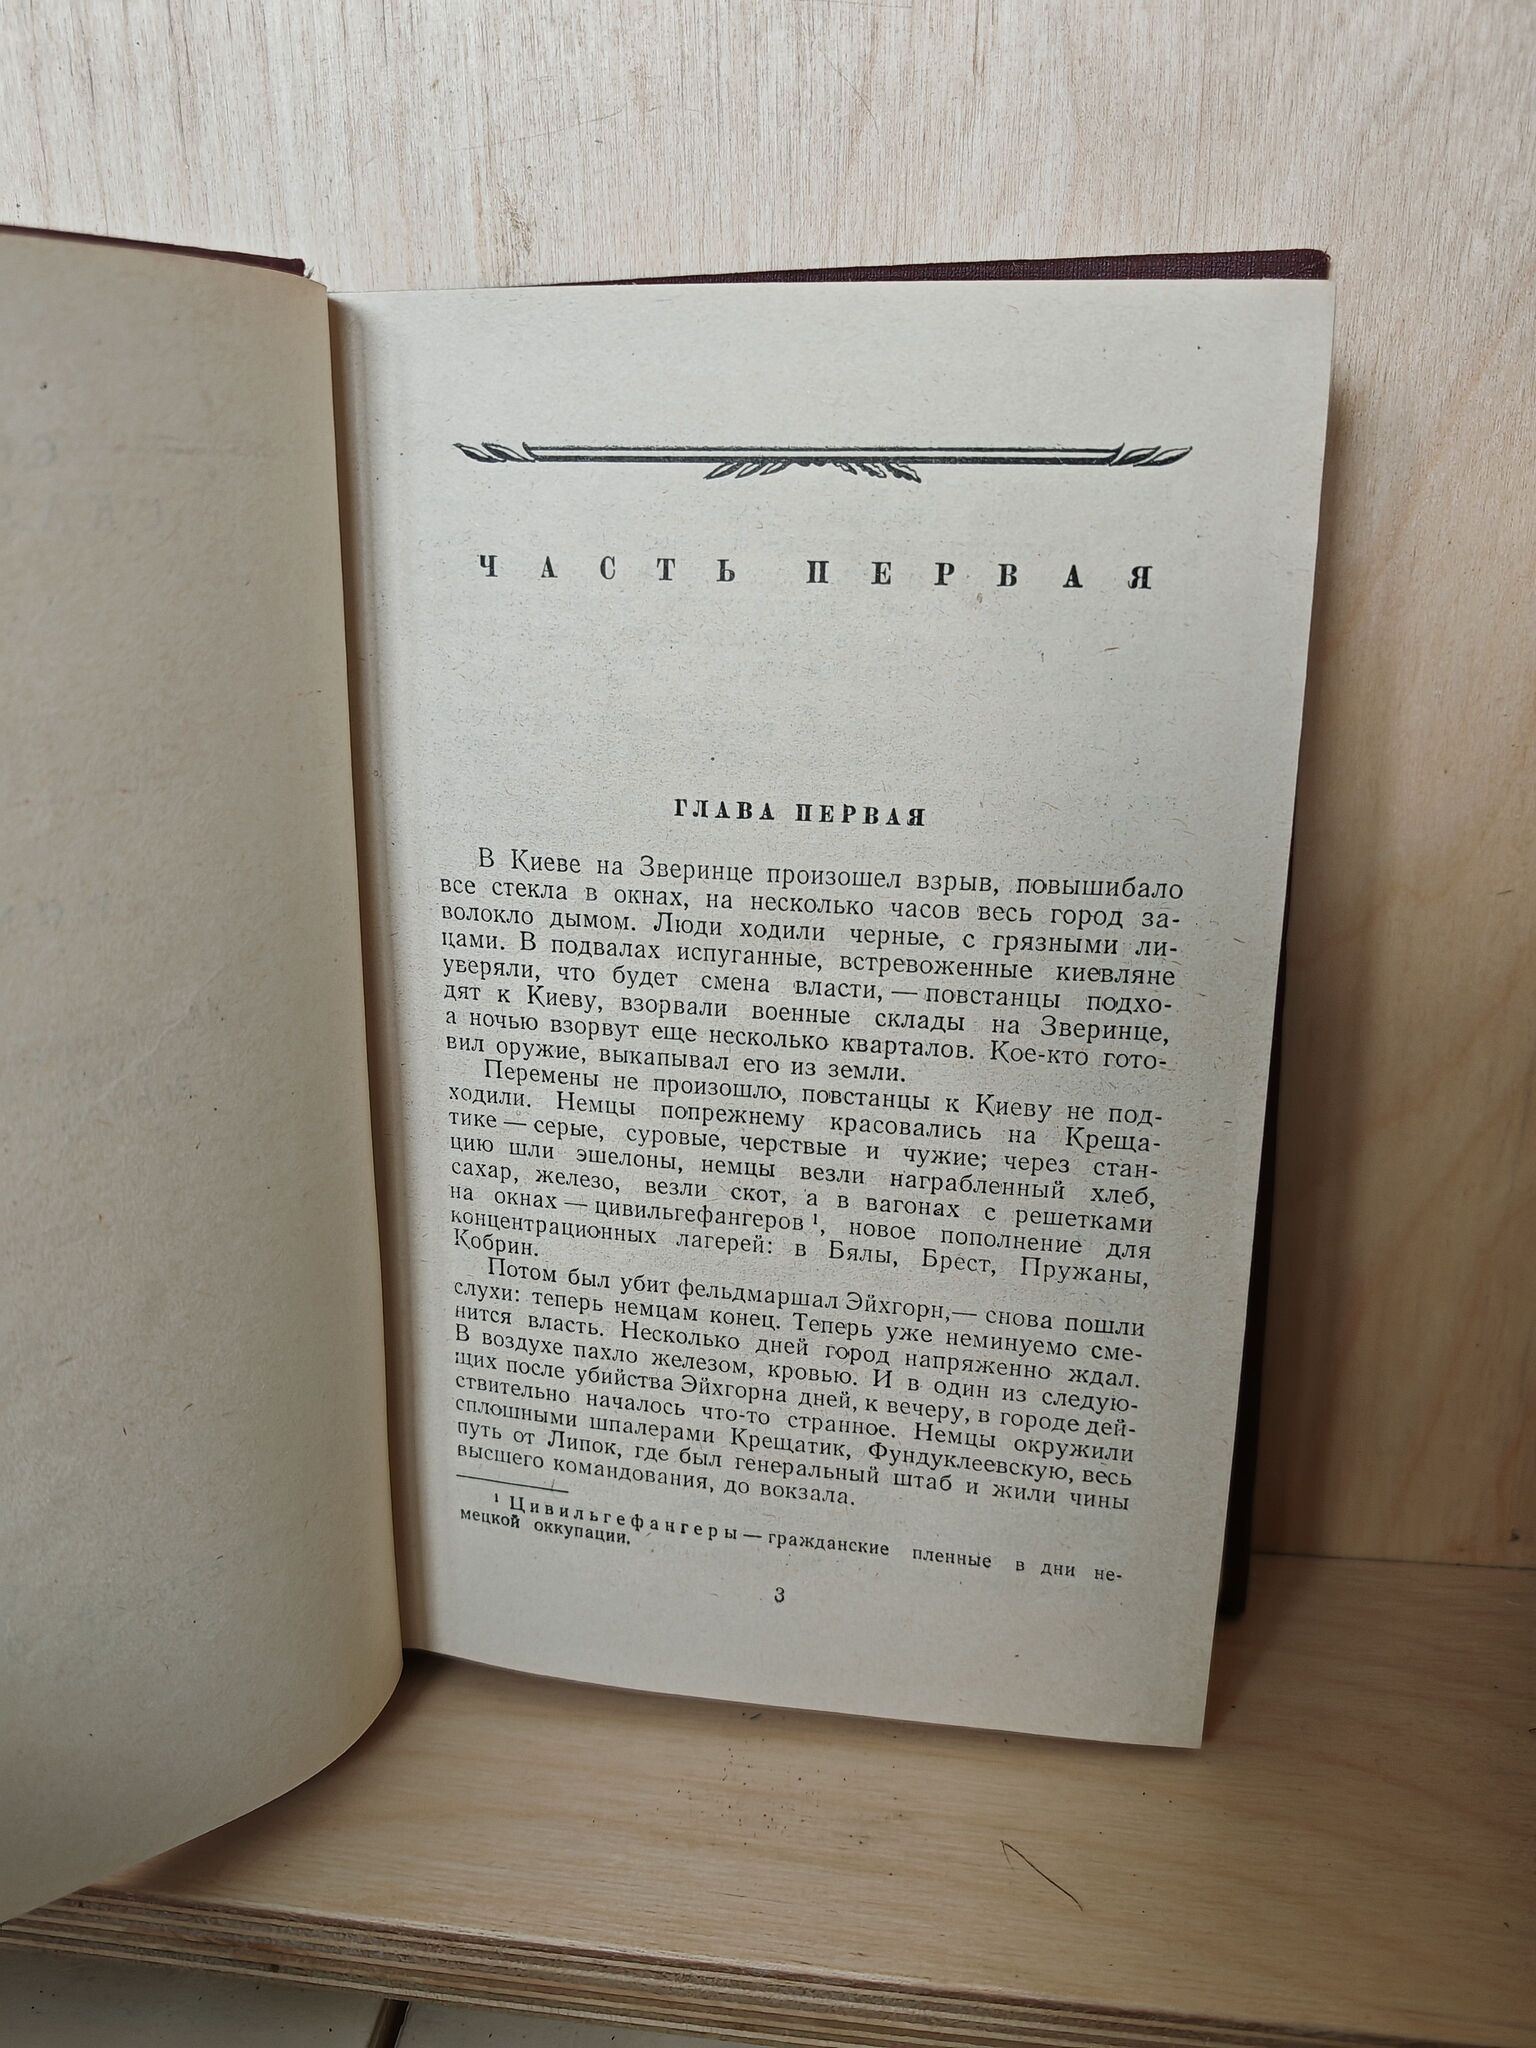 ЧАСТЬ ПЕРВАЯ
ГЛАВА ПЕРВАЯ
В Киеве на Зверинце произошел взрыв, повышибало
все стекла в окнах, на несколько часов весь город за-
волокло дымом. Люди ходили черные, с грязными ли-
цами. В подвалах испуганные, встревоженные киевляне
уверяли, что будет смена власти, — повстанцы подхо-
дят к Киеву, взорвали военные склады на Зверинце,
а ночью взорвут еще несколько кварталов. Кое-кто гото-
вил оружие, выкапывал его из земли.
Перемены не произошло, повстанцы к Киеву не под-
ходили. Немцы попрежнему красовались на Креща-
тике — серые, суровые, черствые и чужие; через стан-
цию шли эшелоны, немцы везли награбленный хлеб,
сахар, железо, везли скот, а в вагонах с решетками
на окнах — цивильгефангеров ¹, новое пополнение для
концентрационных лагерей: в Бялы, Брест, Пружаны,
Кобрин.
Потом был убит фельдмаршал Эйхгорн, — снова пошли
слухи: теперь немцам конец. Теперь уже неминуемо сме-
нится власть. Несколько дней город напряженно ждал.
В воздухе пахло железом, кровью. И в один из следую-
щих после убийства Эйхгорна дней, к вечеру, в городе дей-
ствительно началось что-то странное. Немцы окружили
сплошными шпалерами Крещатик, Фундуклеевскую, весь
путь от Липок, где был генеральный штаб и жили чины
высшего командования, до вокзала.
¹ Цивильгефангеры — гражданские пленные в дни не-
мецкой оккупации.
3